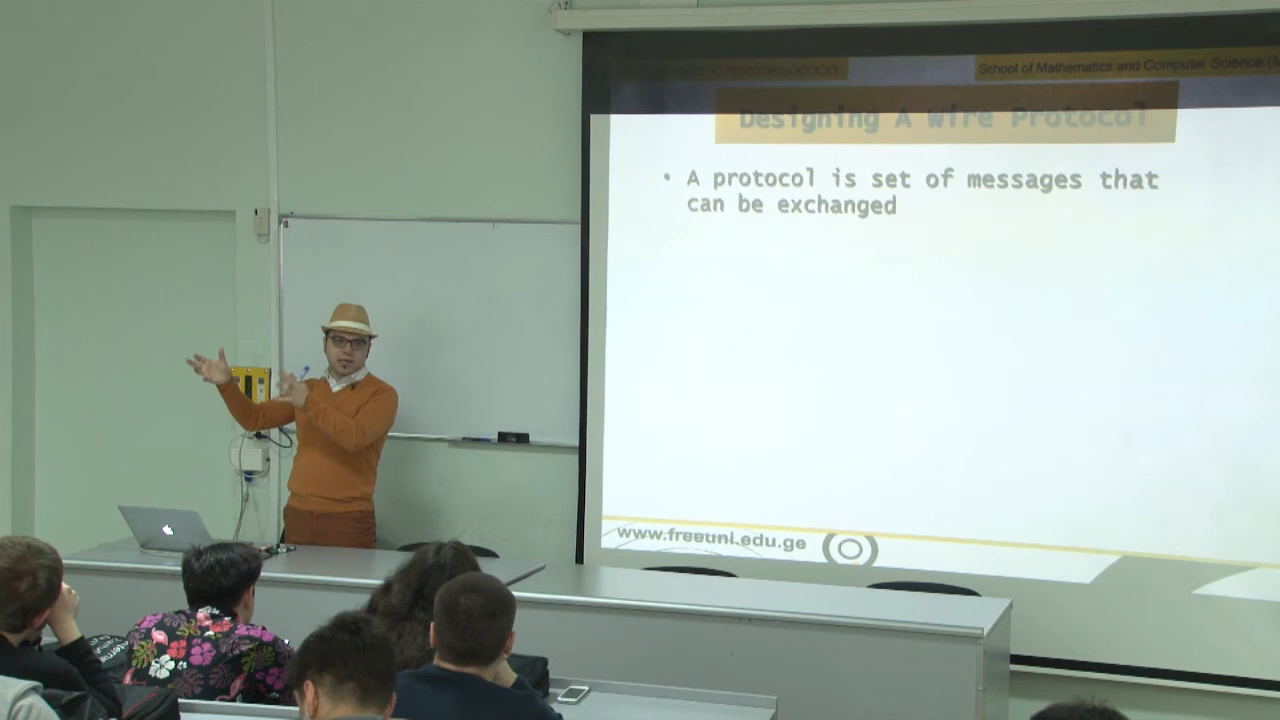 School of Mathematics and Computer Science
Designing A Wire Protocol
• A protocol is set of messages that
can be exchanged
www.freeuni.edu.ge